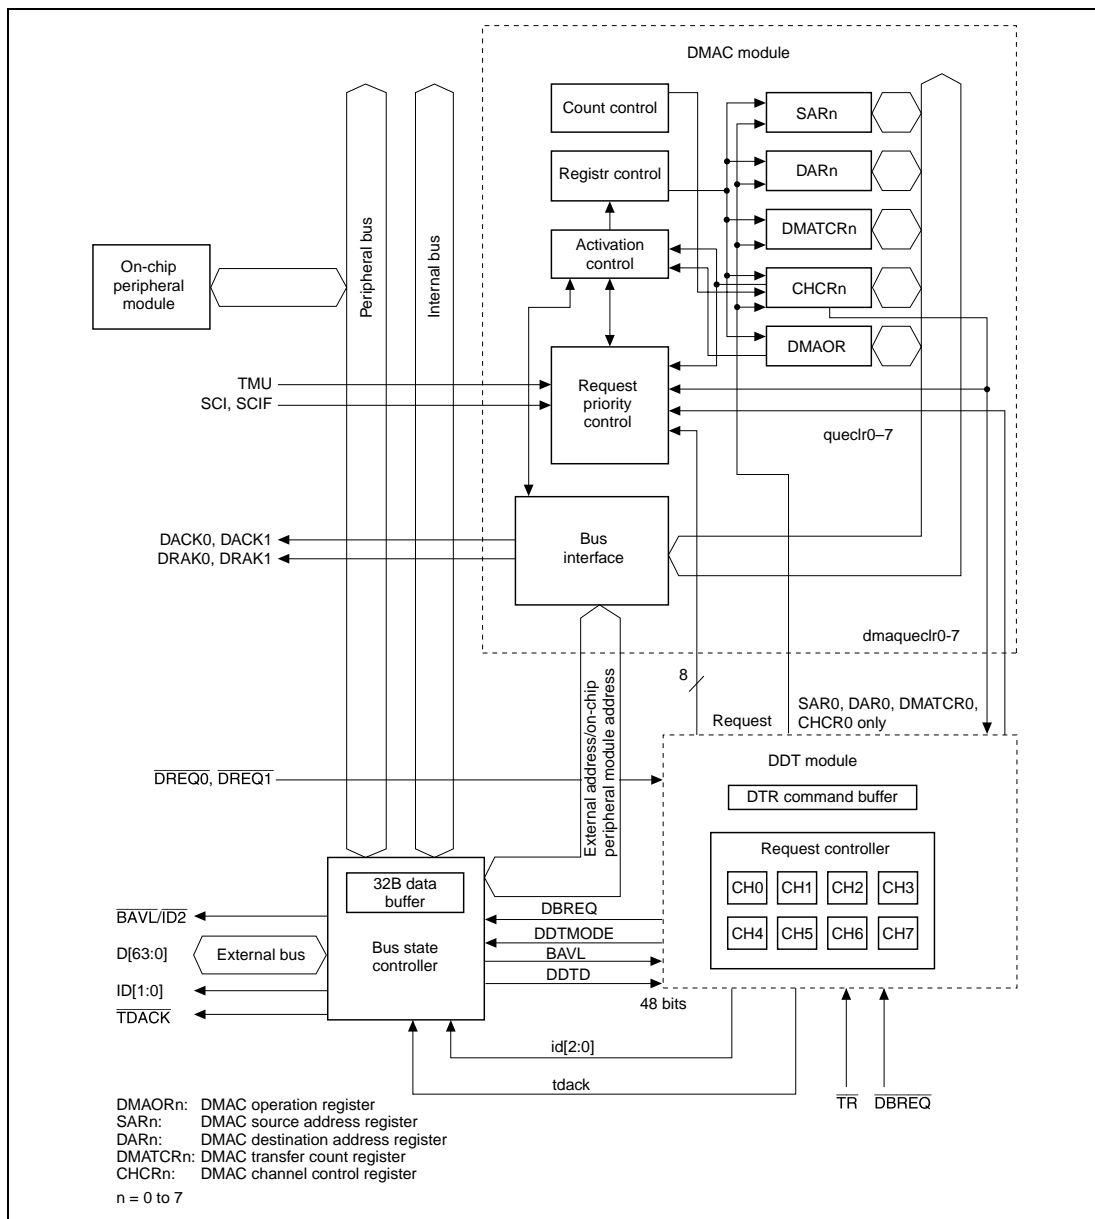 DMAC module
Count control
SARn
Registr control
DARn
DMATCRn
Activation
control
CHCRn
DMAOR
On-chip
peripheral
module
Peripheral bus
Internal bus
TMU
SCI, SCIF
Request
priority
control
queclr0–7
DACK0, DACK1
DRAK0, DRAK1
Bus
interface
dmaqueclr0-7
External address/on-chip
peripheral module address
8
Request
SAR0, DAR0, DMATCR0,
CHCR0 only
DREQ0, DREQ1
DDT module
DTR command buffer
Request controller
CH0 CH1 CH2 CH3
CH4 CH5 CH6 CH7
32B data
buffer
Bus state
controller
BAVL/ID2
D[63:0]
External bus
ID[1:0]
TDACK
DBREQ
DDTMODE
BAVL
DDTD
48 bits
id[2:0]
tdack
TR
DBREQ
DMAORn: DMAC operation register
SARn: DMAC source address register
DARn: DMAC destination address register
DMATCRn: DMAC transfer count register
CHCRn: DMAC channel control register
n = 0 to 7